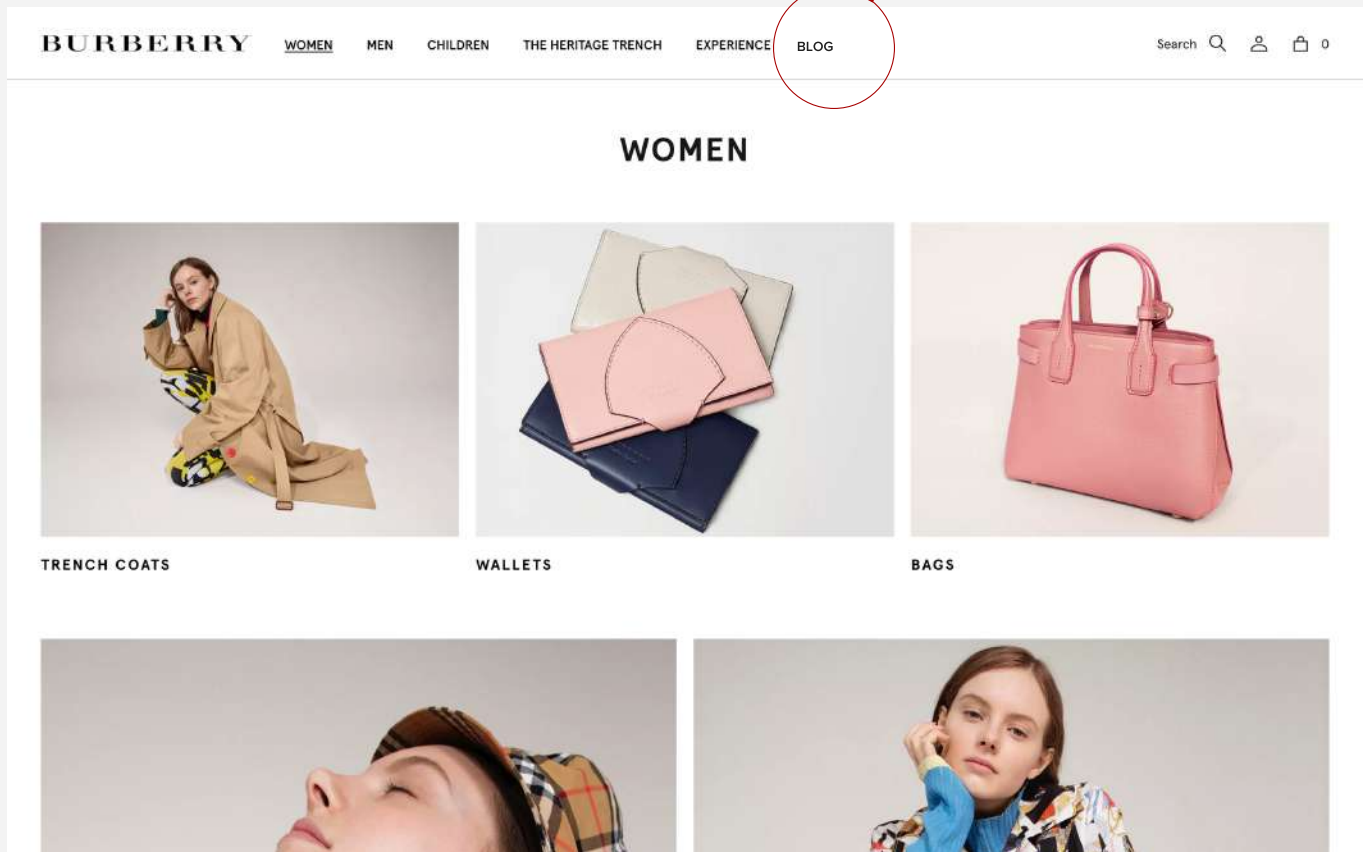 BURBERRY WOMEN MEN CHILDREN THE HERITAGE TRENCH EXPERIENCE BLOG Search 0
WOMEN
TRENCH COATS WALLETS BAGS